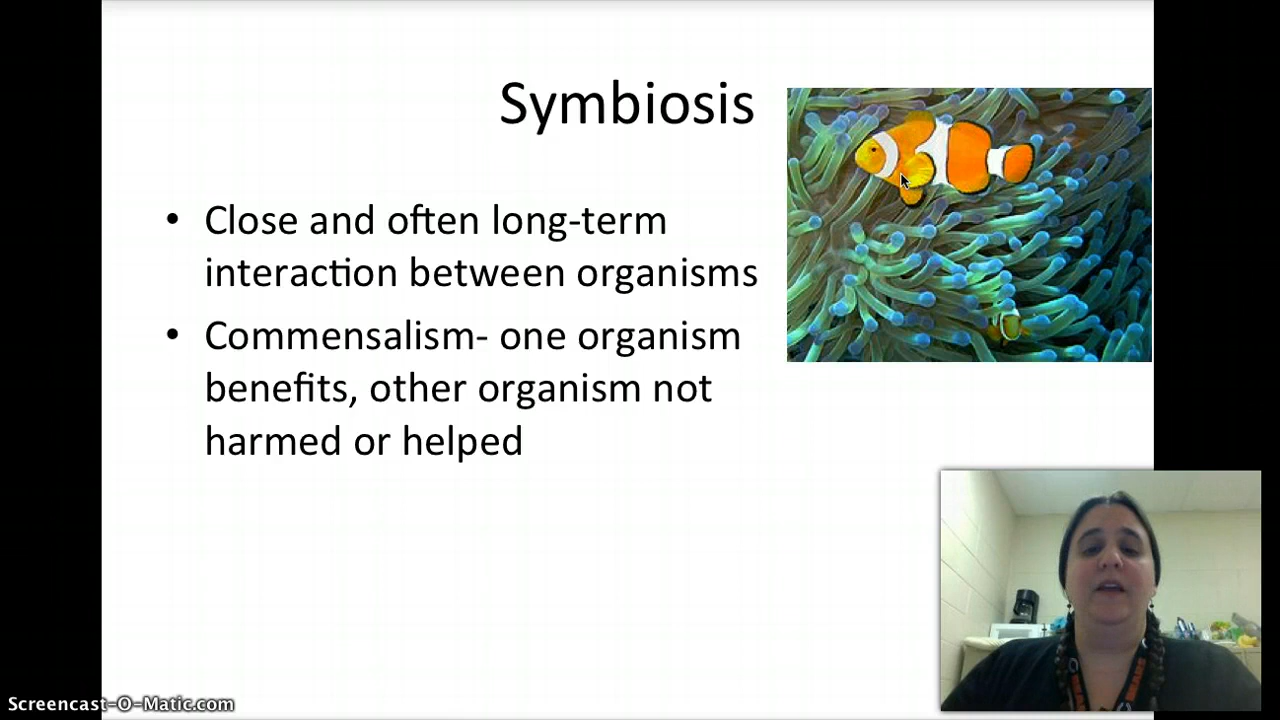 Symbiosis
• Close and often long-term
interaction between organisms
• Commensalism- one organism
benefits, other organism not
harmed or helped
Screencast-O-Matic.com